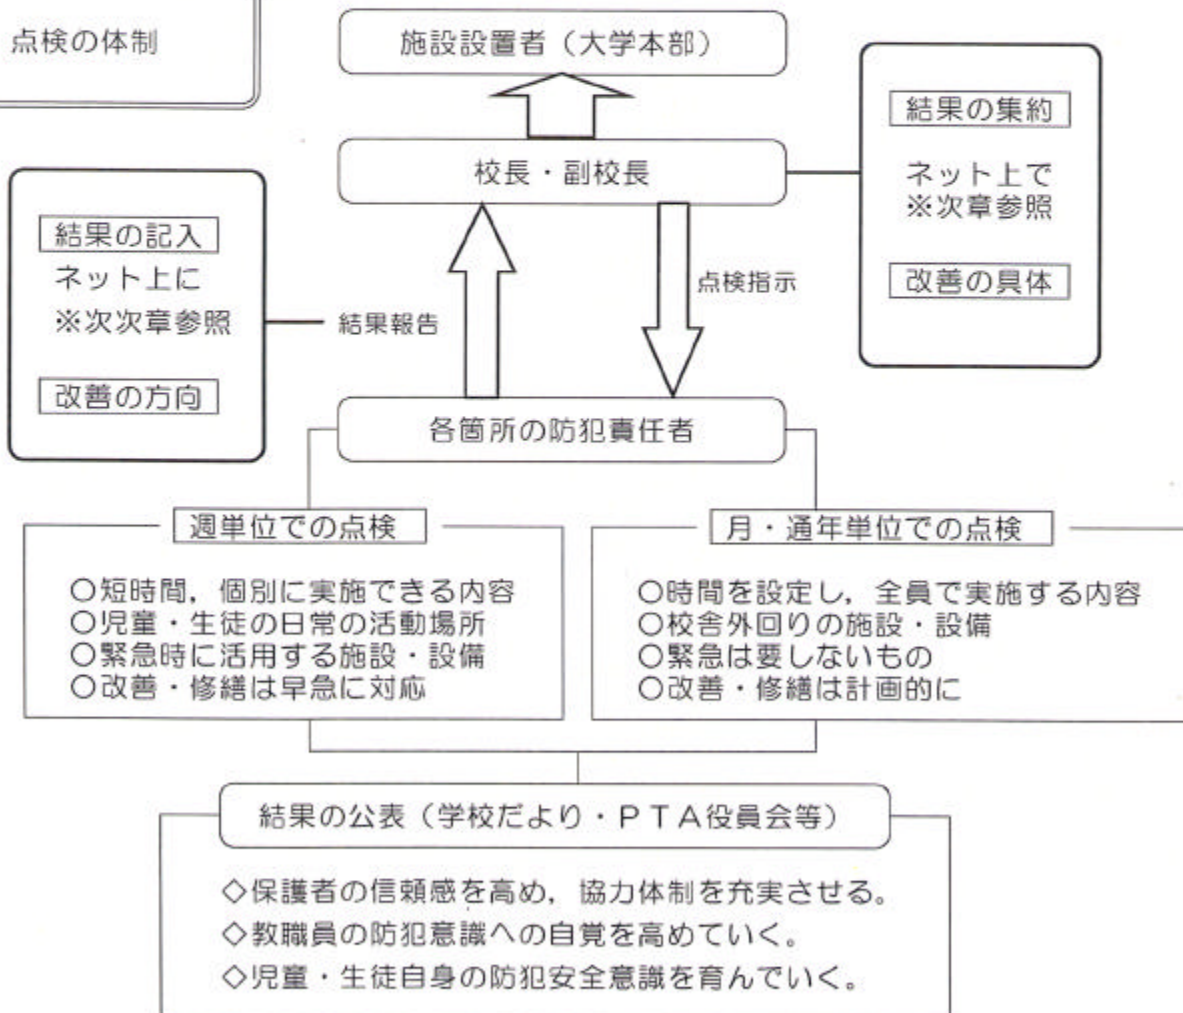 点検の体制
施設設置者（大学本部）
校長・副校長
結果の集約
ネット上で
※次章参照
改善の具体
結果の記入
ネット上に
※次次章参照
改善の方向
結果報告
点検指示
各箇所の防犯責任者
週単位での点検
○短時間，個別に実施できる内容
○児童・生徒の日常の活動場所
○緊急時に活用する施設・設備
○改善・修繕は早急に対応
月・通年単位での点検
○時間を設定し，全員で実施する内容
○校舎外回りの施設・設備
○緊急は要しないもの
○改善・修繕は計画的に
結果の公表（学校だより・ＰＴＡ役員会等）
◇保護者の信頼感を高め，協力体制を充実させる。
◇教職員の防犯意識への自覚を高めていく。
◇児童・生徒自身の防犯安全意識を育んでいく。